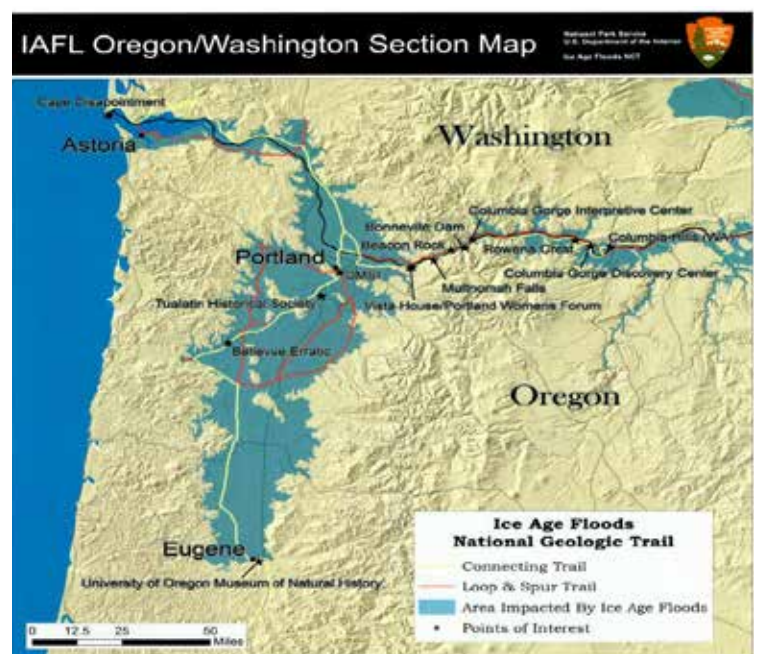 IAFL Oregon/Washington Section Map
National Park Service
U.S. Department of the Interior
Ice Age Floods NGT
Cape Disapointment
Astoria
Washington
Columbia Gorge Interpretive Center
Bonneville Dam
Beacon Rock
Rowena Crest
Columbia Hills (WA)
Portland
OMSI
Columbia Gorge Discovery Center
Multnomah Falls
Tualatin Historical Society
Vista House/Portland Womens Forum
Bellevue Erratic
Oregon
Eugene
University of Oregon Museum of Natural History
Ice Age Floods
National Geologic Trail
Connecting Trail
Loop & Spur Trail
Area Impacted By Ice Age Floods
Points of Interest
0 12.5 25 50
Miles